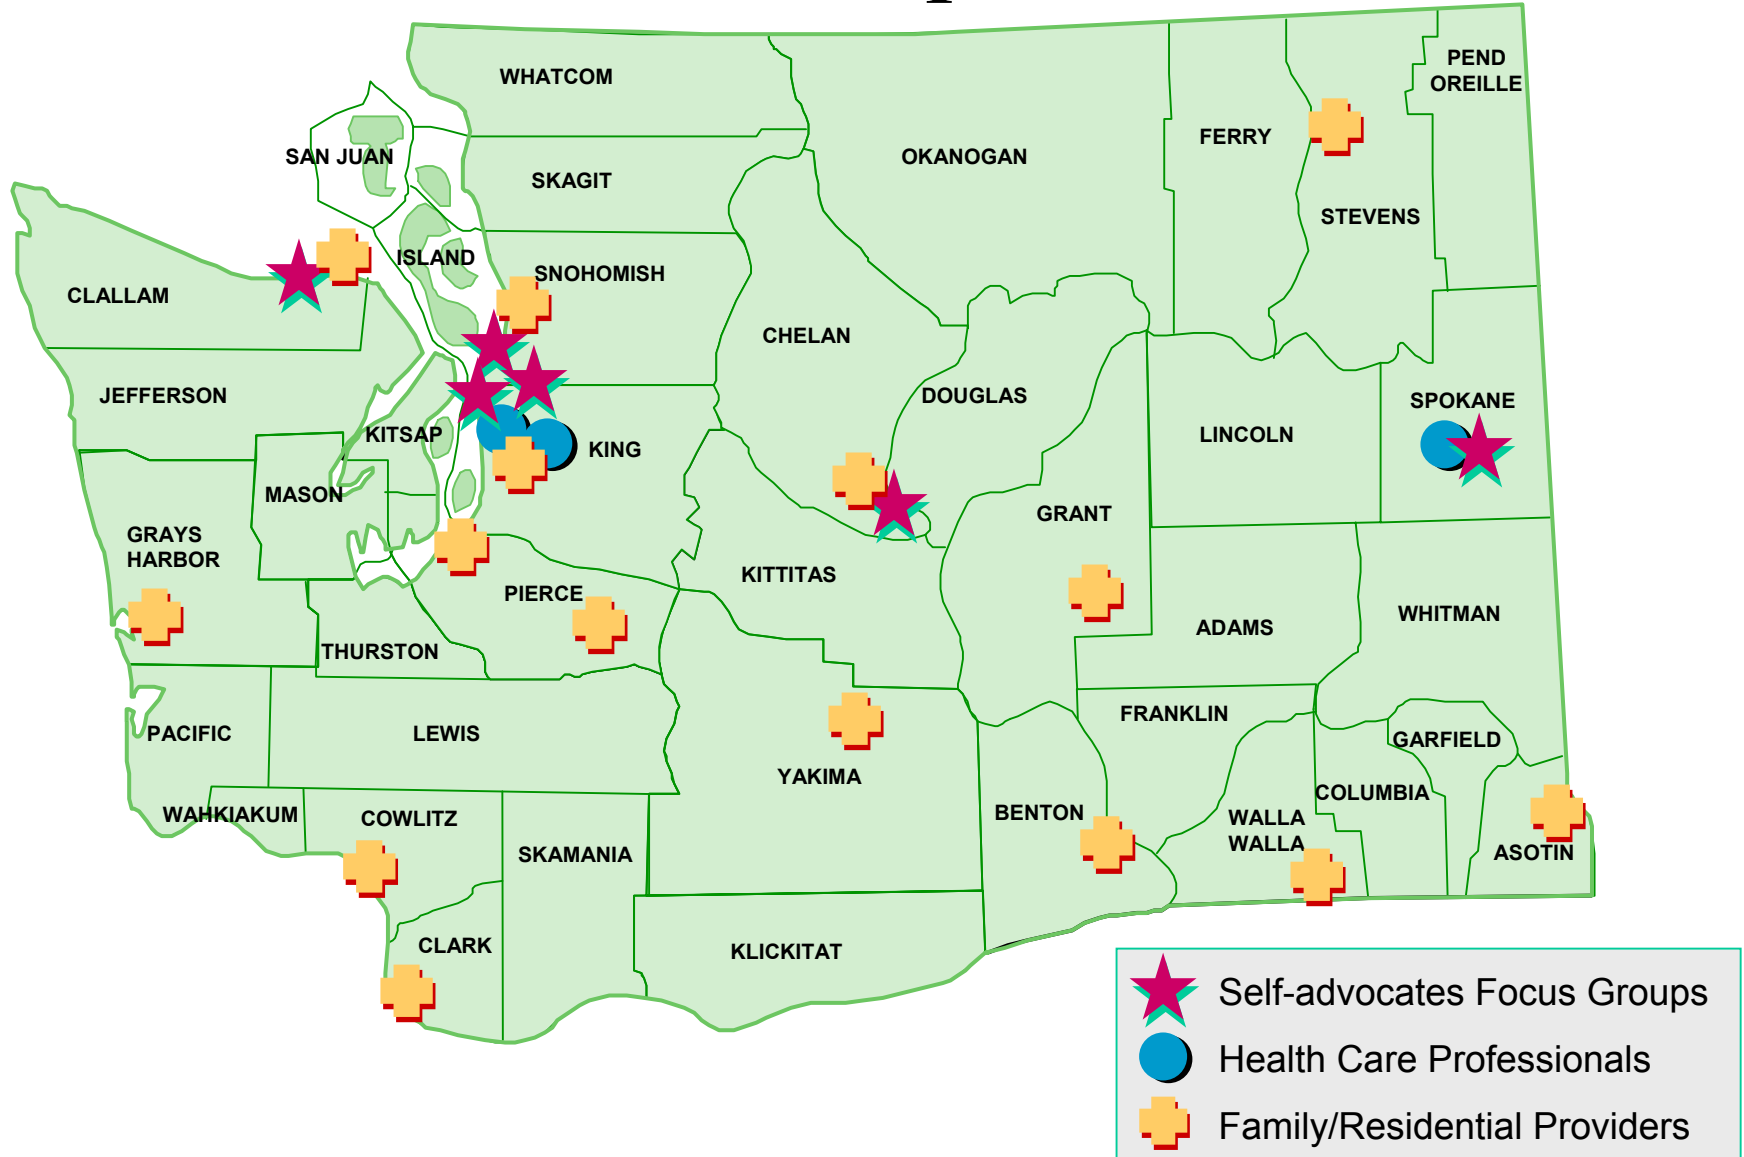 p
WHATCOM
PEND
OREILLE
SAN JUAN
SKAGIT
OKANOGAN
FERRY
STEVENS
CLALLAM
ISLAND
SNOHOMISH
CHELAN
JEFFERSON
DOUGLAS
SPOKANE
KITSAP
KING
LINCOLN
MASON
GRANT
GRAYS
HARBOR
KITTITAS
PIERCE
ADAMS
WHITMAN
THURSTON
PACIFIC
LEWIS
FRANKLIN
GARFIELD
YAKIMA
COLUMBIA
WAHKIAKUM
COWLITZ
BENTON
WALLA
WALLA
SKAMANIA
ASOTIN
CLARK
KLICKITAT
Self-advocates Focus Groups
Health Care Professionals
Family/Residential Providers